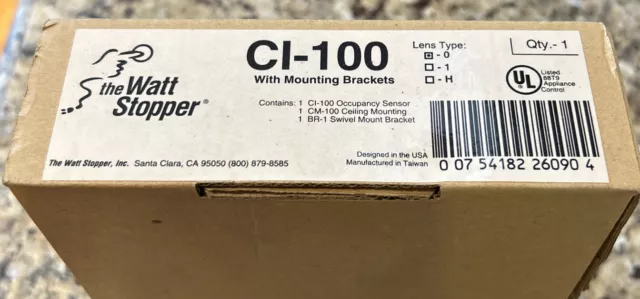 the Watt
Stopper®
CI-100
With Mounting Brackets
Contains: 1 CI-100 Occupancy Sensor
1 CM-100 Ceiling Mounting
1 BR-1 Swivel Mount Bracket
Lens Type:
- 0
- 1
- H
Qty.- 1
UL
Listed
68T9
Appliance
Control
The Watt Stopper, Inc. Santa Clara, CA 95050 (800) 879-8585
Designed in the USA
Manufactured in Taiwan
0 07 54182 26090 4